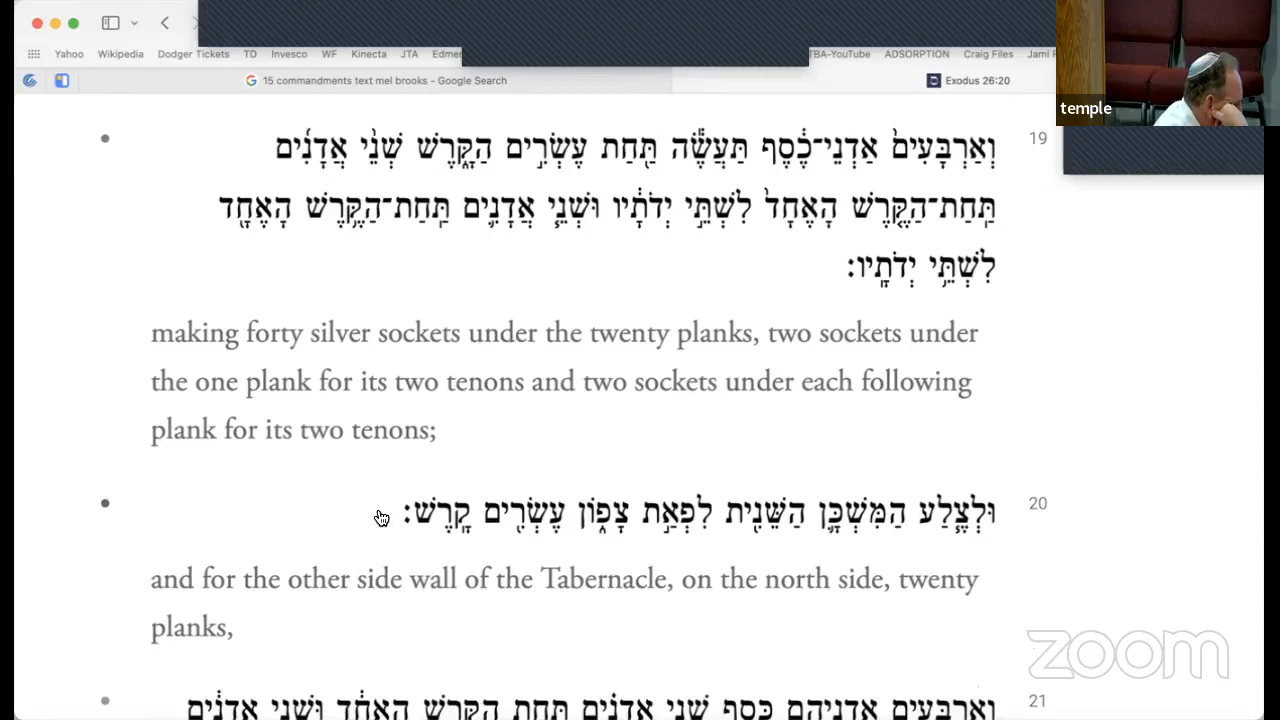 Yahoo Wikipedia Dodger Tickets TD Invesco WF Kinecta JTA TBA-YouTube ADSORPTION Craig Files
15 commandments text mel brooks - Google Search
Exodus 26:20
temple
19
וְאַרְבָּעִים֙ אַדְנֵי־כֶ֔סֶף תַּעֲשֶׂ֕ה תַּ֖חַת עֶשְׂרִ֣ים הַקָּ֑רֶשׁ שְׁנֵ֨י אֲדָנִ֜ים
תַּֽחַת־הַקֶּ֤רֶשׁ הָאֶחָד֙ לִשְׁתֵּ֣י יְדֹתָ֔יו וּשְׁנֵ֧י אֲדָנִ֛ים תַּֽחַת־הַקֶּ֥רֶשׁ הָאֶחָ֖ד
לִשְׁתֵּ֥י יְדֹתָֽיו׃
making forty silver sockets under the twenty planks, two sockets under
the one plank for its two tenons and two sockets under each following
plank for its two tenons;
20
וּלְצֶ֧לַע הַמִּשְׁכָּ֛ן הַשֵּׁנִ֖ית לִפְאַ֣ת צָפ֑וֹן עֶשְׂרִ֖ים קָֽרֶשׁ׃
and for the other side wall of the Tabernacle, on the north side, twenty
planks,
21
וְאַרְבָּעִ֥ים אַדְנֵיהֶ֖ם כָּ֑סֶף שְׁנֵ֣י אֲדָנִ֗ים תַּ֚חַת הַקֶּ֣רֶשׁ הָֽאֶחָ֔ד וּשְׁנֵ֣י אֲדָנִ֔ים
zoom